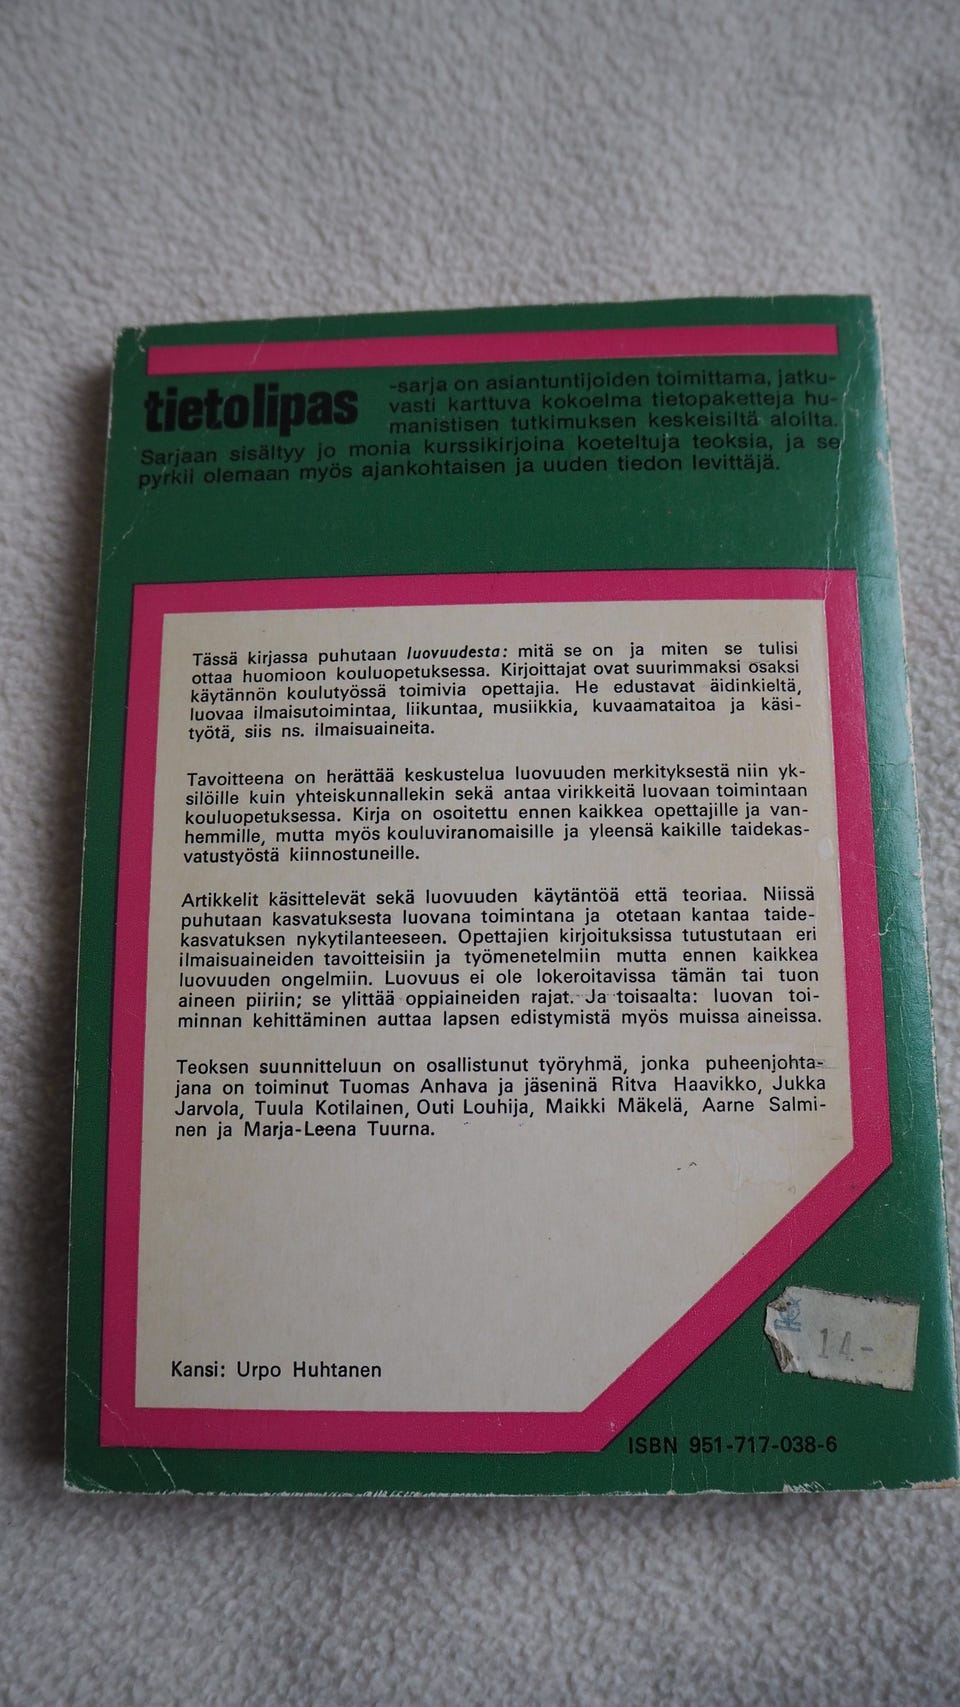 tietolipas
-sarja on asiantuntijoiden toimittama, jatku-
vasti karttuva kokoelma tietopaketteja hu-
manistisen tutkimuksen keskeisiltä aloilta.
Sarjaan sisältyy jo monia kurssikirjoina koeteltuja teoksia, ja se
pyrkii olemaan myös ajankohtaisen ja uuden tiedon levittäjä.
Tässä kirjassa puhutaan luovuudesta: mitä se on ja miten se tulisi
ottaa huomioon kouluopetuksessa. Kirjoittajat ovat suurimmaksi osaksi
käytännön koulutyössä toimivia opettajia. He edustavat äidinkieltä,
luovaa ilmaisutoimintaa, liikuntaa, musiikkia, kuvaamataitoa ja käsi-
työtä, siis ns. ilmaisuaineita.
Tavoitteena on herättää keskustelua luovuuden merkityksestä niin yk-
silöille kuin yhteiskunnallekin sekä antaa virikkeitä luovaan toimintaan
kouluopetuksessa. Kirja on osoitettu ennen kaikkea opettajille ja van-
hemmille, mutta myös kouluviranomaisille ja yleensä kaikille taidekas-
vatustyöstä kiinnostuneille.
Artikkelit käsittelevät sekä luovuuden käytäntöä että teoriaa. Niissä
puhutaan kasvatuksesta luovana toimintana ja otetaan kantaa taide-
kasvatuksen nykytilanteeseen. Opettajien kirjoituksissa tutustutaan eri
ilmaisuaineiden tavoitteisiin ja työmenetelmiin mutta ennen kaikkea
luovuuden ongelmiin. Luovuus ei ole lokeroitavissa tämän tai tuon
aineen piiriin; se ylittää oppiaineiden rajat. Ja toisaalta: luovan toi-
minnan kehittäminen auttaa lapsen edistymistä myös muissa aineissa.
Teoksen suunnitteluun on osallistunut työryhmä, jonka puheenjohta-
jana on toiminut Tuomas Anhava ja jäseninä Ritva Haavikko, Jukka
Jarvola, Tuula Kotilainen, Outi Louhija, Maikki Mäkelä, Aarne Salmi-
nen ja Marja-Leena Tuurna.
14.-
Kansi: Urpo Huhtanen
ISBN 951-717-038-6